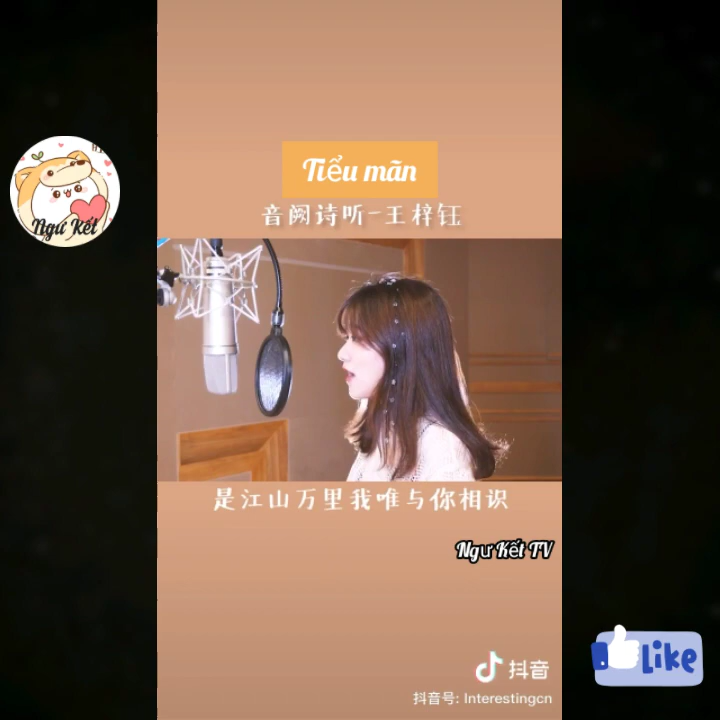 Tiểu mãn
音阙诗听-王梓钰
Ngư Kết
是江山万里我唯与你相识
Ngư Kết TV
抖音
抖音号: Interestingcn
Like